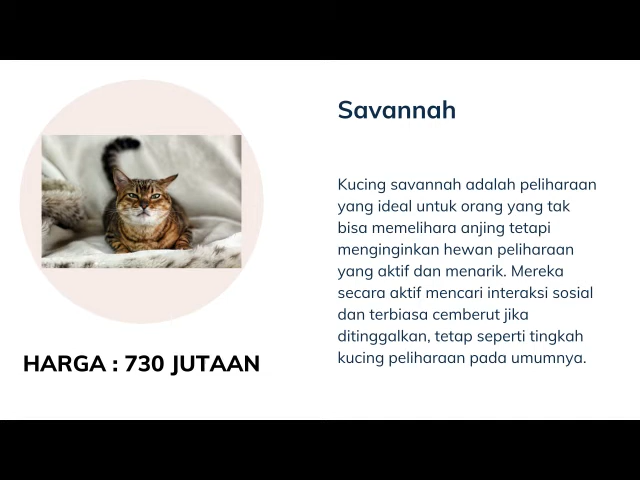 Savannah
Kucing savannah adalah peliharaan
yang ideal untuk orang yang tak
bisa memelihara anjing tetapi
menginginkan hewan peliharaan
yang aktif dan menarik. Mereka
secara aktif mencari interaksi sosial
dan terbiasa cemberut jika
ditinggalkan, tetap seperti tingkah
kucing peliharaan pada umumnya.
HARGA : 730 JUTAAN